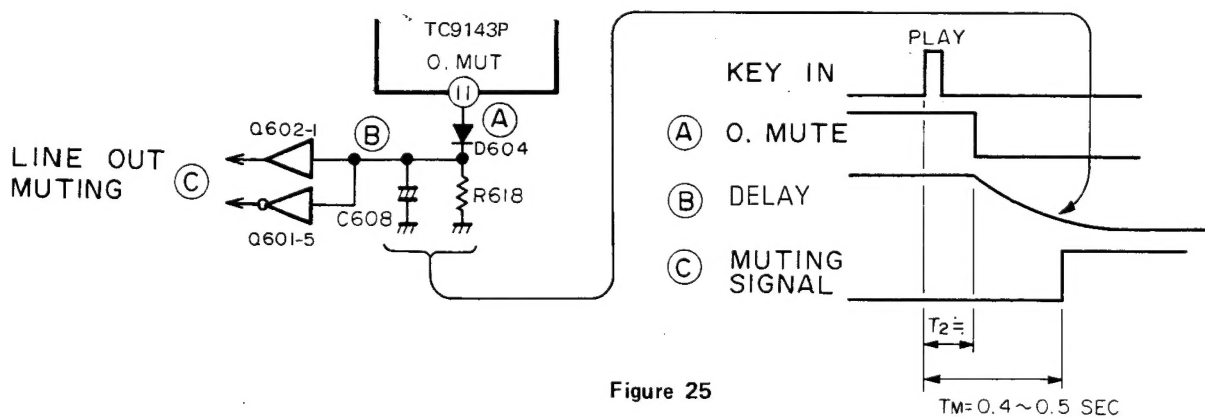 TC9143P
O. MUT
11
A
D604
B
Q602-1
LINE OUT
MUTING
C
Q601-5
C608
R618
PLAY
KEY IN
A O. MUTE
B DELAY
C MUTING
SIGNAL
T2≒
TM=0.4~0.5 SEC
Figure 25